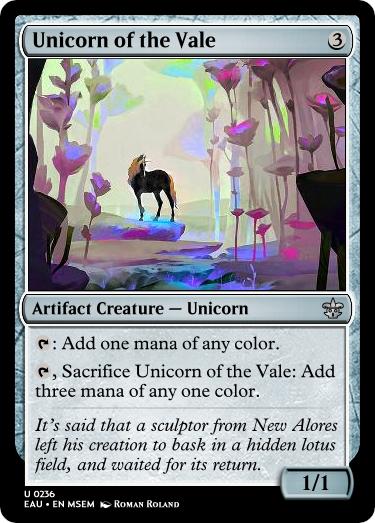 Unicorn of the Vale 3
Artifact Creature — Unicorn
: Add one mana of any color.
, Sacrifice Unicorn of the Vale: Add
three mana of any one color.
It's said that a sculptor from New Alores
left his creation to bask in a hidden lotus
field, and waited for its return.
1/1
U 0236
EAU • EN MSEM Roman Roland